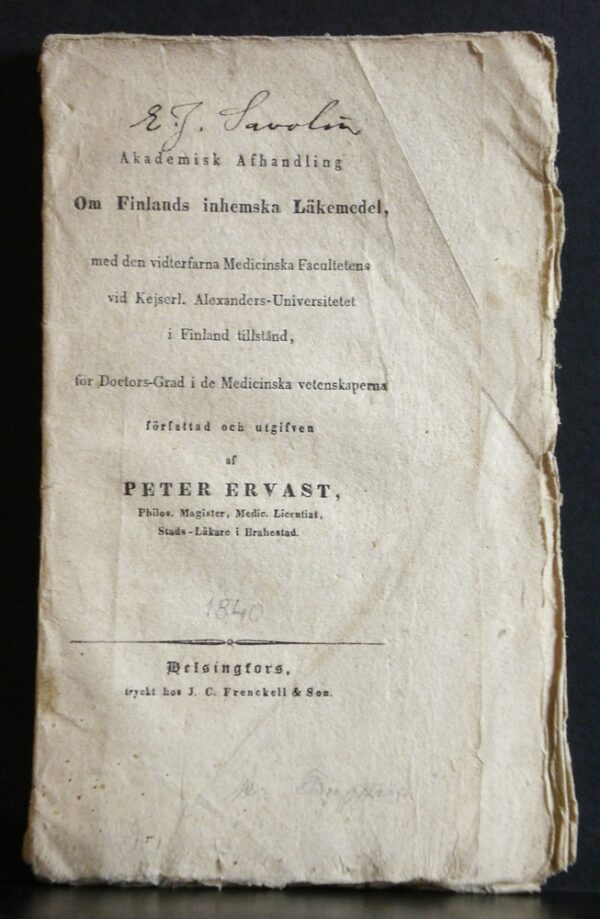 E. J. Savolin
Akademisk Afhandling
Om Finlands inhemska Läkemedel,
med den vidterfarna Medicinska Facultetens
vid Kejserl. Alexanders-Universitetet
i Finland tillstånd,
för Doctors-Grad i de Medicinska vetenskaperna
författad och utgifven
af
PETER ERVAST,
Philos. Magister, Medic. Licentiat,
Stads-Läkare i Brahestad.
1840
Helsingfors,
tryckt hos J. C. Frenckell & Son.